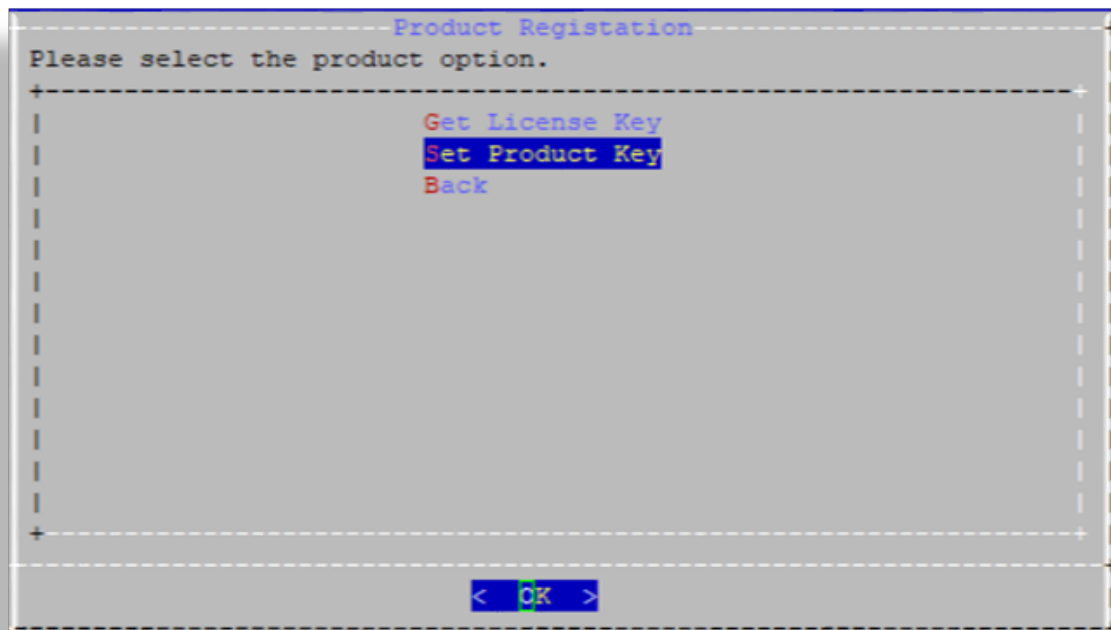 Product Registation
Please select the product option.
Get License Key
Set Product Key
Back
< OK >